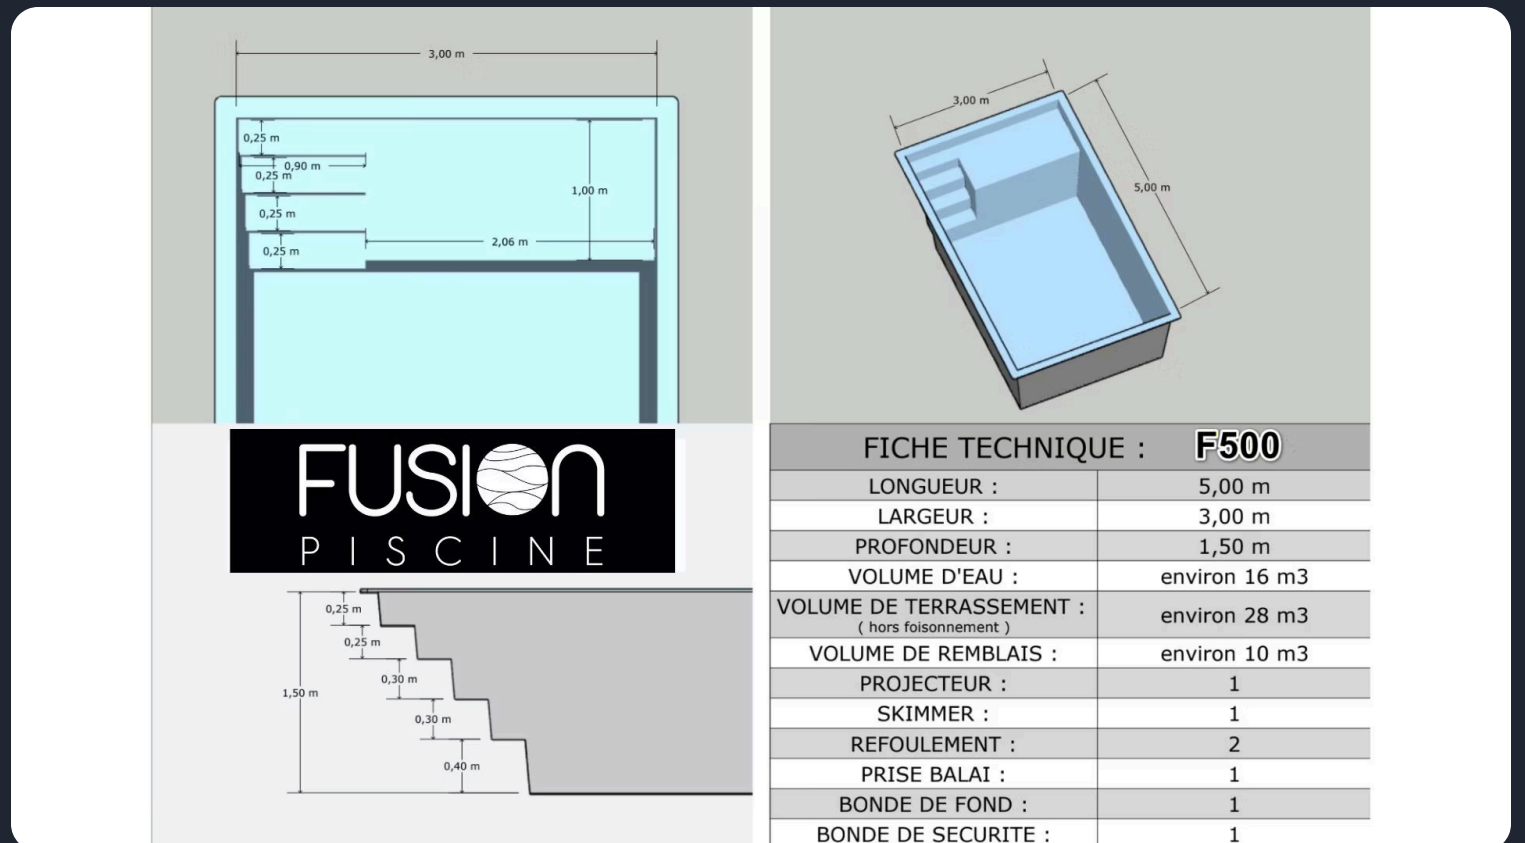 3,00 m
0,25 m
0,90 m
0,25 m
1,00 m
0,25 m
2,06 m
0,25 m
3,00 m
5,00 m
FUSION
PISCINE
0,25 m
0,25 m
0,30 m
1,50 m
0,30 m
0,40 m
FICHE TECHNIQUE : F500
LONGUEUR : 5,00 m
LARGEUR : 3,00 m
PROFONDEUR : 1,50 m
VOLUME D'EAU : environ 16 m3
VOLUME DE TERRASSEMENT : environ 28 m3
( hors foisonnement )
VOLUME DE REMBLAIS : environ 10 m3
PROJECTEUR : 1
SKIMMER : 1
REFOULEMENT : 2
PRISE BALAI : 1
BONDE DE FOND : 1
BONDE DE SECURITE : 1